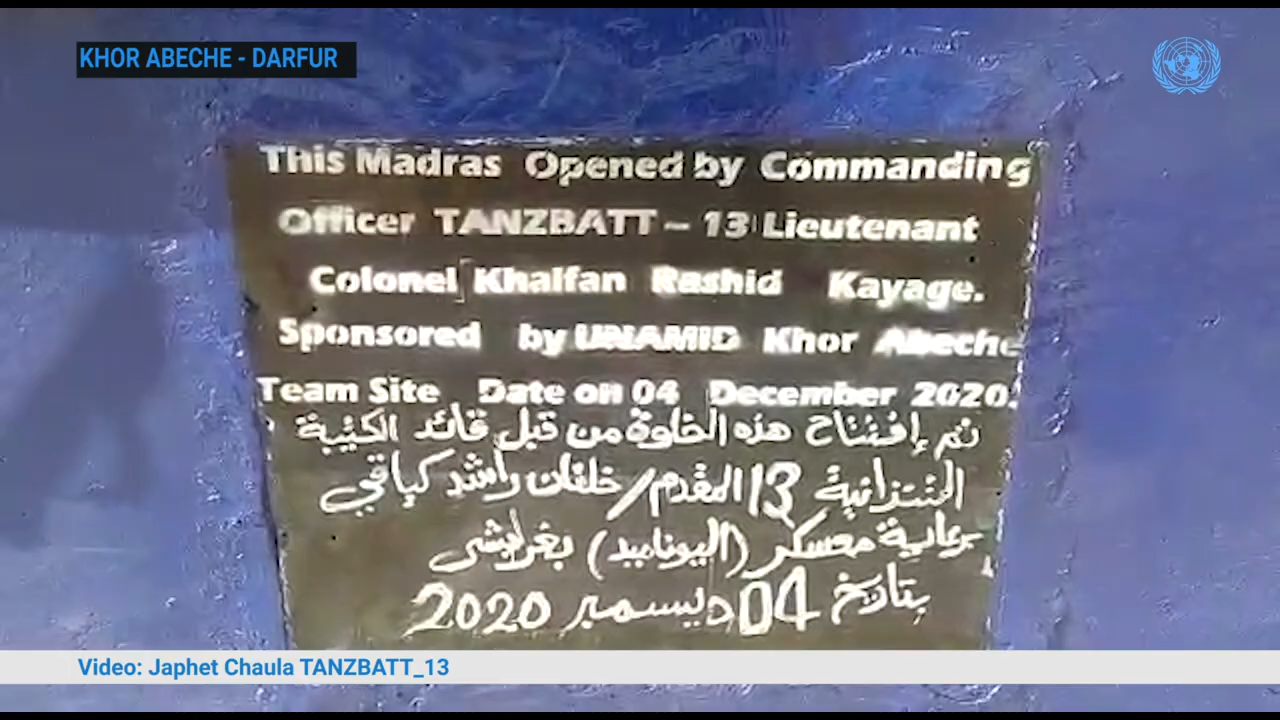 KHOR ABECHE - DARFUR
This Madras Opened by Commanding
Officer TANZBATT - 13 Lieutenant
Colonel Khalfan Rashid Kayage.
Sponsored by UNAMID Khor Abeche
Team Site Date on 04 December 2020.
تم إفتتاح هذه الخلوة من قبل قائد الكتيبة
التنزانية 13 المقدم/ خلفان راشد كياقي
برعاية معسكر (اليوناميد)
بتاريخ 04 ديسمبر 2020
Video: Japhet Chaula TANZBATT_13